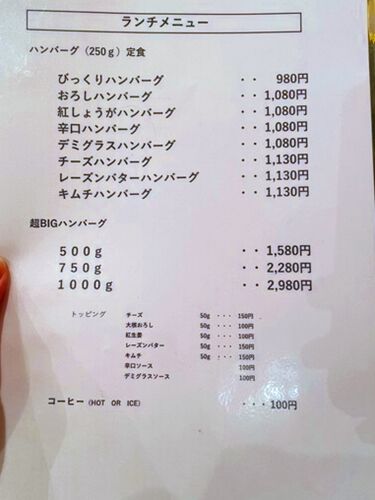 ランチメニュー
ハンバーグ（250ｇ）定食
びっくりハンバーグ ・・ 980円
おろしハンバーグ ・・ 1,080円
紅しょうがハンバーグ ・・ 1,080円
辛口ハンバーグ ・・ 1,080円
デミグラスハンバーグ ・・ 1,080円
チーズハンバーグ ・・ 1,130円
レーズンバターハンバーグ ・・ 1,130円
キムチハンバーグ ・・ 1,130円
超BIGハンバーグ
５００ｇ ・・ 1,580円
７５０ｇ ・・ 2,280円
１０００ｇ ・・ 2,980円
トッピング チーズ 50g ・・・ 150円
大根おろし 50g ・・・ 100円
紅生姜 50g ・・・ 100円
レーズンバター 50g ・・・ 150円
キムチ 50g ・・・ 150円
辛口ソース 100円
デミグラスソース 100円
コーヒー（HOT OR ICE） ・・・100円